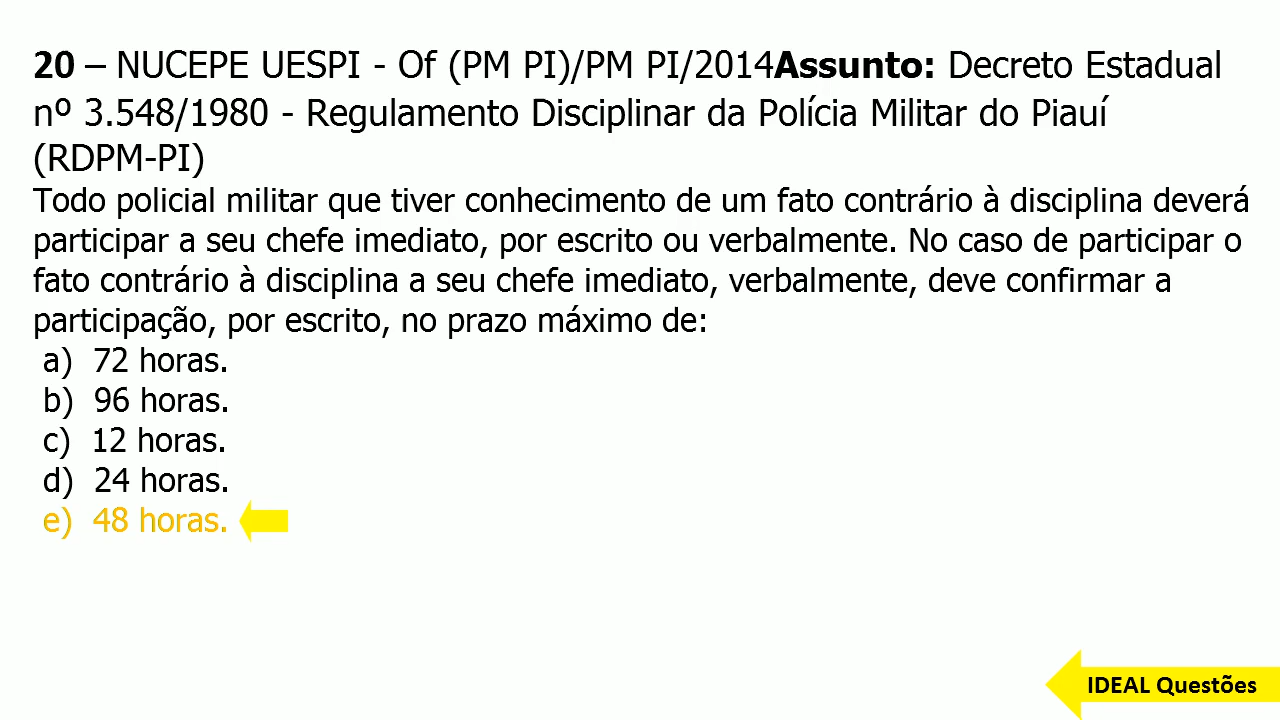 20 – NUCEPE UESPI - Of (PM PI)/PM PI/2014Assunto: Decreto Estadual
nº 3.548/1980 - Regulamento Disciplinar da Polícia Militar do Piauí
(RDPM-PI)
Todo policial militar que tiver conhecimento de um fato contrário à disciplina deverá
participar a seu chefe imediato, por escrito ou verbalmente. No caso de participar o
fato contrário à disciplina a seu chefe imediato, verbalmente, deve confirmar a
participação, por escrito, no prazo máximo de:
a) 72 horas.
b) 96 horas.
c) 12 horas.
d) 24 horas.
e) 48 horas.
IDEAL Questões